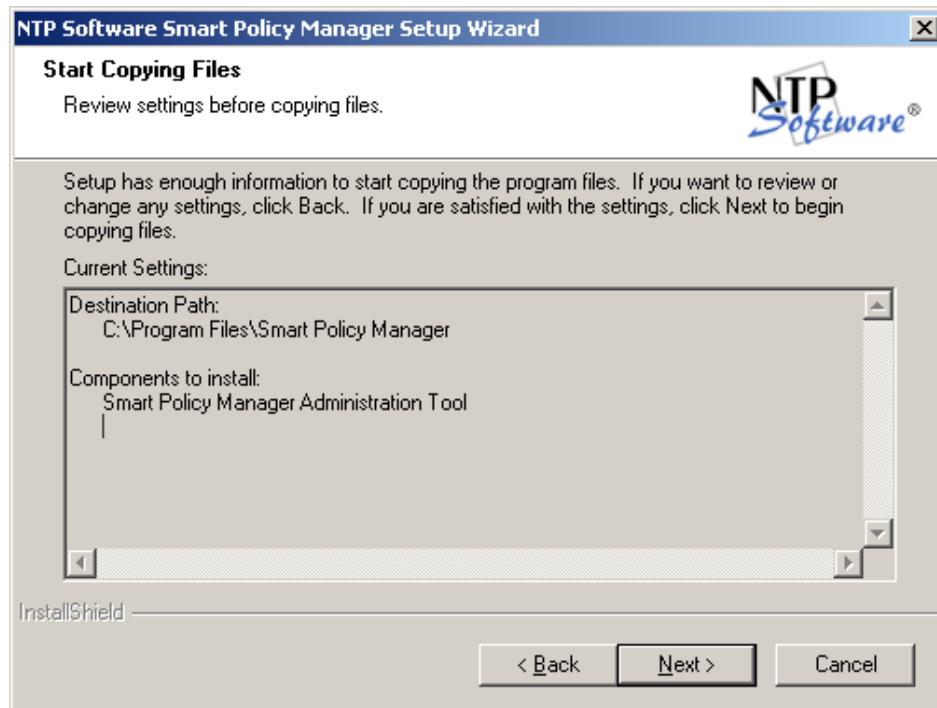 NTP Software Smart Policy Manager Setup Wizard
Start Copying Files
Review settings before copying files.
NTP
Software®
Setup has enough information to start copying the program files. If you want to review or
change any settings, click Back. If you are satisfied with the settings, click Next to begin
copying files.
Current Settings:
Destination Path:
C:\Program Files\Smart Policy Manager
Components to install:
Smart Policy Manager Administration Tool
InstallShield
< Back
Next >
Cancel